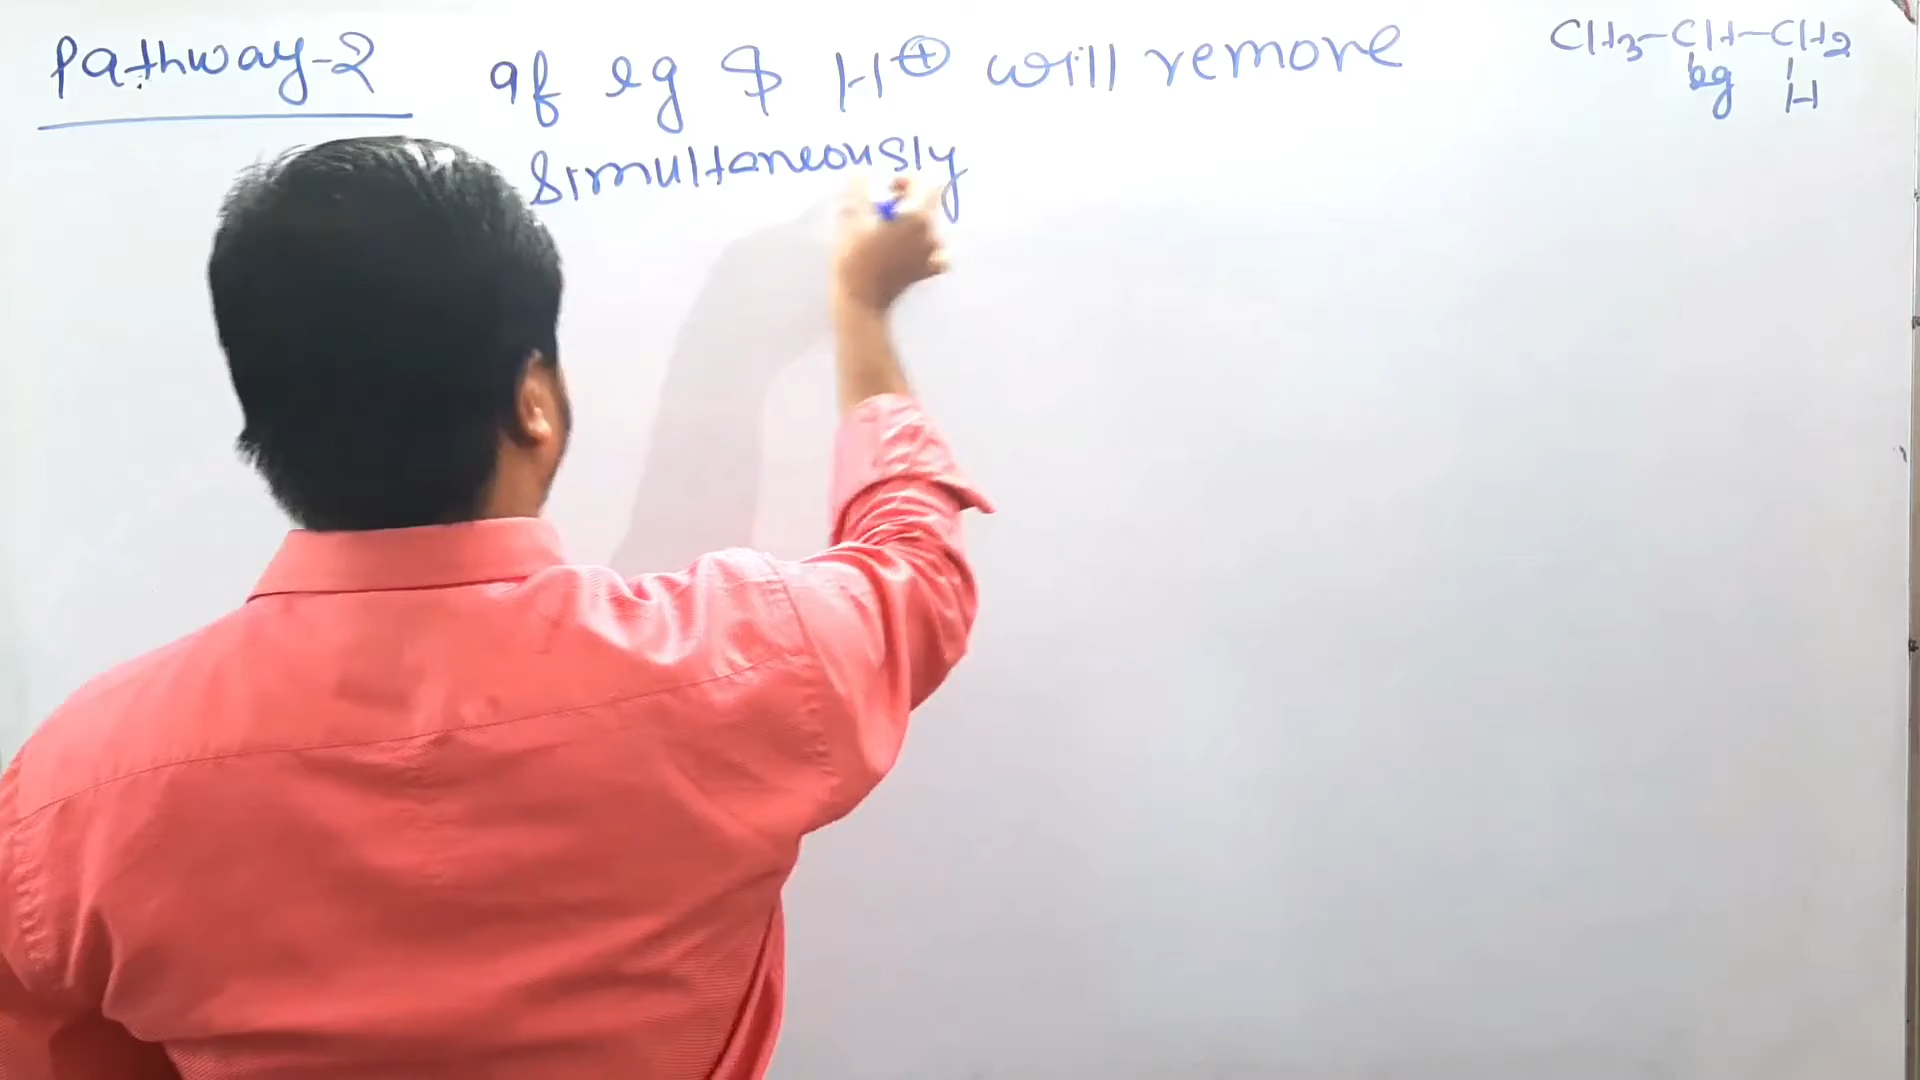 Pathway-2
If lg & H⊕ will remove
simultaneously
CH3-CH-CH2
lg H